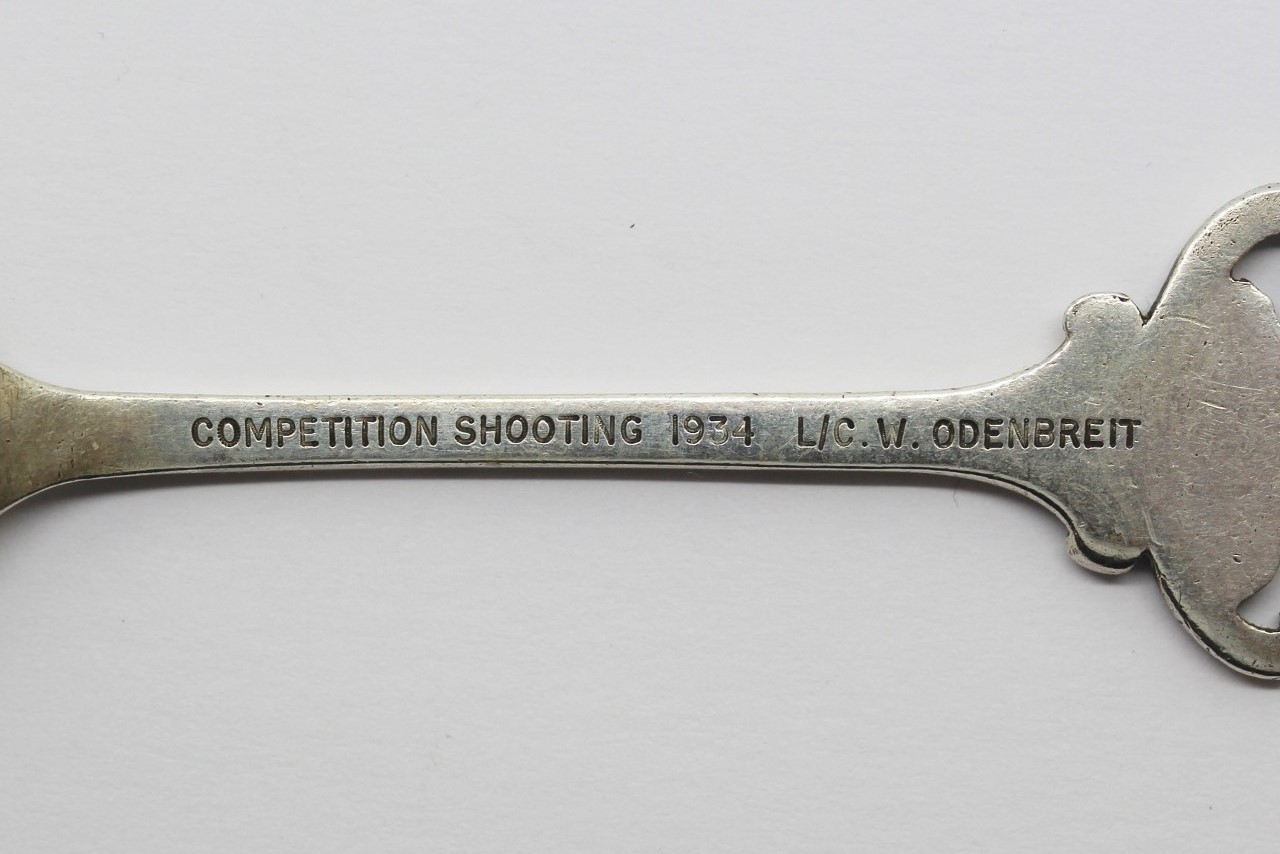 COMPETITION SHOOTING 1934 L/C. W. ODENBREIT